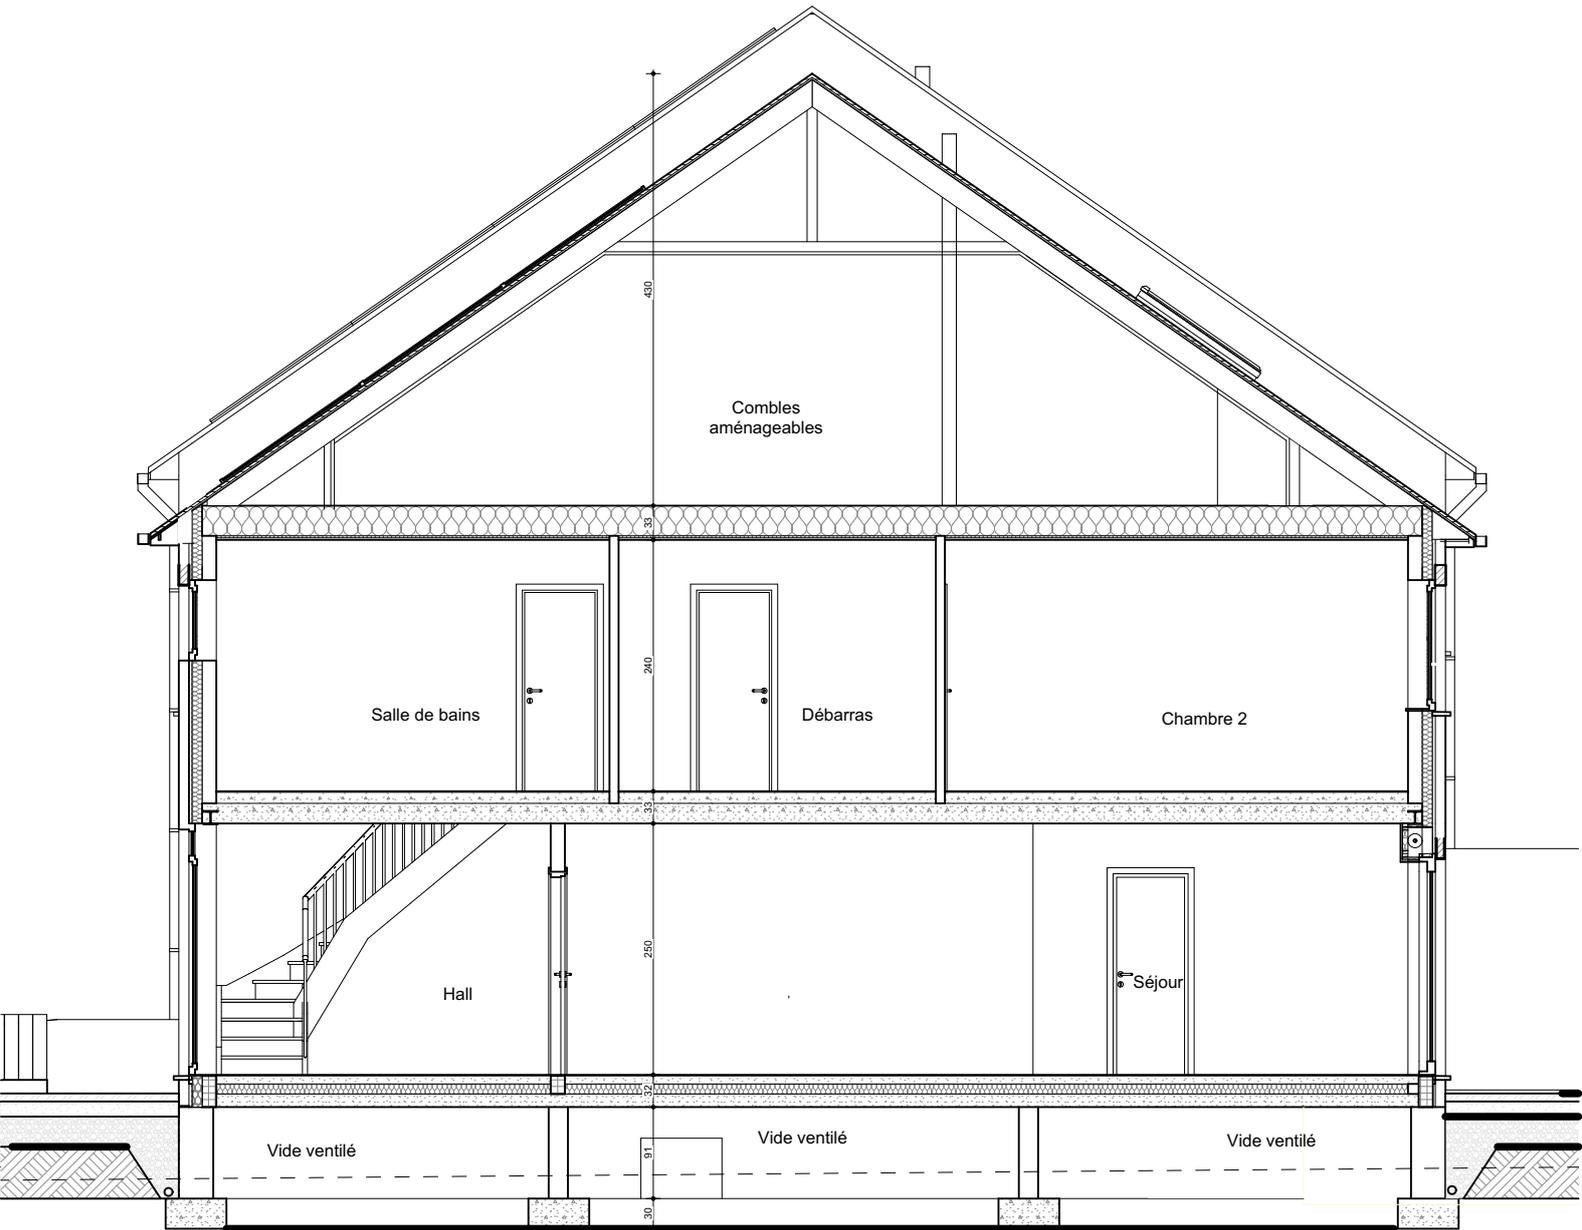 430
Combles
aménageables
33
240
Salle de bains
Débarras
Chambre 2
33
250
Hall
Séjour
32
Vide ventilé
Vide ventilé
Vide ventilé
91
30